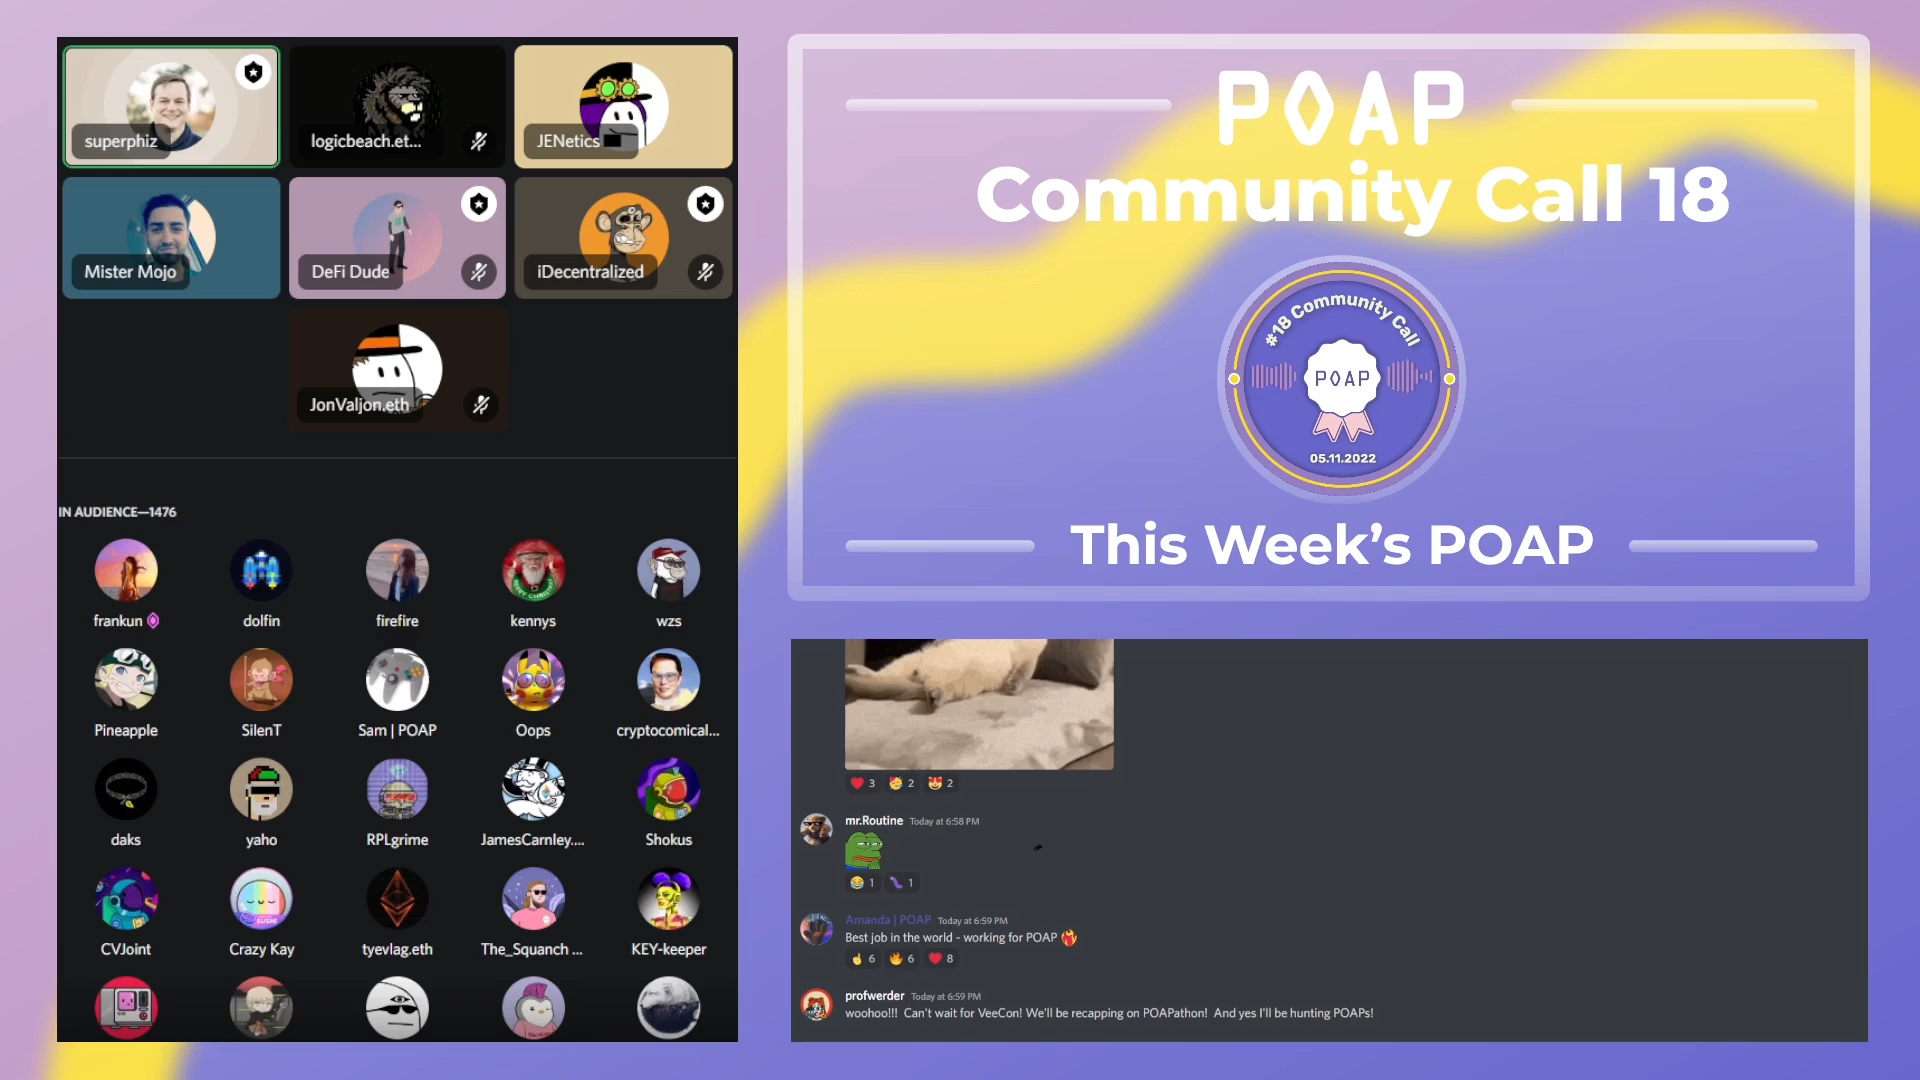 superphiz
logicbeach.et...
JENetics
Mister Mojo
DeFi Dude
iDecentralized
JonValjon.eth
IN AUDIENCE—1476
frankun
dolfin
firefire
kennys
wzs
Pineapple
SilenT
Sam | POAP
Oops
cryptocomical...
daks
yaho
RPLgrime
JamesCarnley....
Shokus
CVJoint
Crazy Kay
tyevlag.eth
The_Squanch ...
KEY-keeper
POAP
Community Call 18
#18 Community Call
POAP
05.11.2022
This Week's POAP
3 2 2
mr.Routine Today at 6:58 PM
1 1
Amanda | POAP Today at 6:59 PM
Best job in the world - working for POAP
6 6 8
profwerder Today at 6:59 PM
woohoo!!! Can't wait for VeeCon! We'll be recapping on POAPathon! And yes I'll be hunting POAPs!